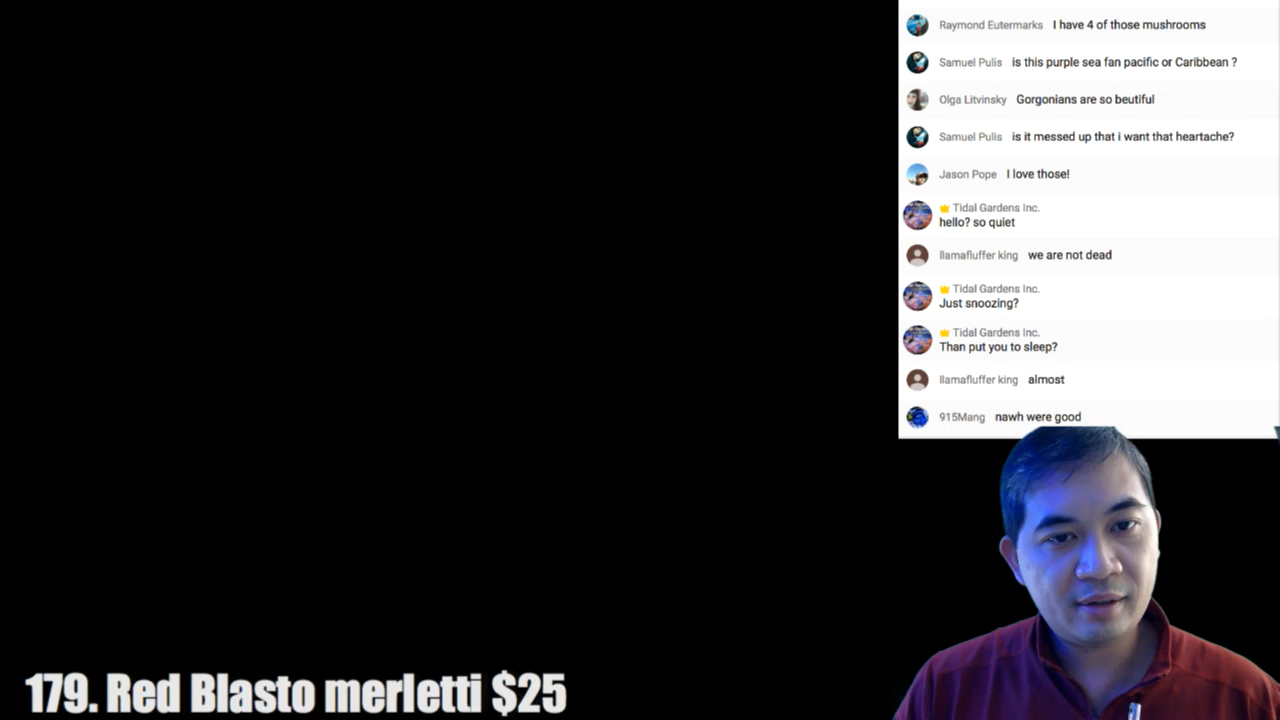 Raymond Eutermarks I have 4 of those mushrooms
Samuel Pulis is this purple sea fan pacific or Caribbean ?
Olga Litvinsky Gorgonians are so beutiful
Samuel Pulis is it messed up that i want that heartache?
Jason Pope I love those!
Tidal Gardens Inc.
hello? so quiet
llamafluffer king we are not dead
Tidal Gardens Inc.
Just snoozing?
Tidal Gardens Inc.
Than put you to sleep?
llamafluffer king almost
915Mang nawh were good
179. Red Blasto merletti $25